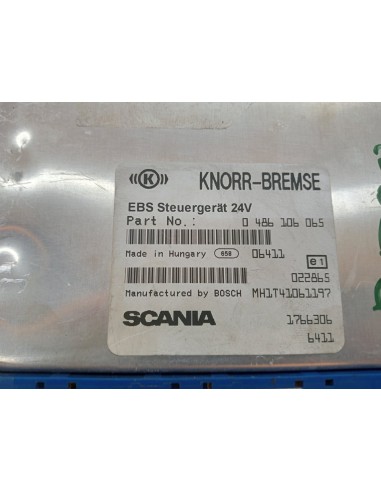 ((K)) KNORR-BREMSE
EBS Steuergerät 24V
Part No.: 0 486 106 065
Made in Hungary 658 06411 e1
022865
Manufactured by BOSCH MH1T41061197
SCANIA 1766306
6411